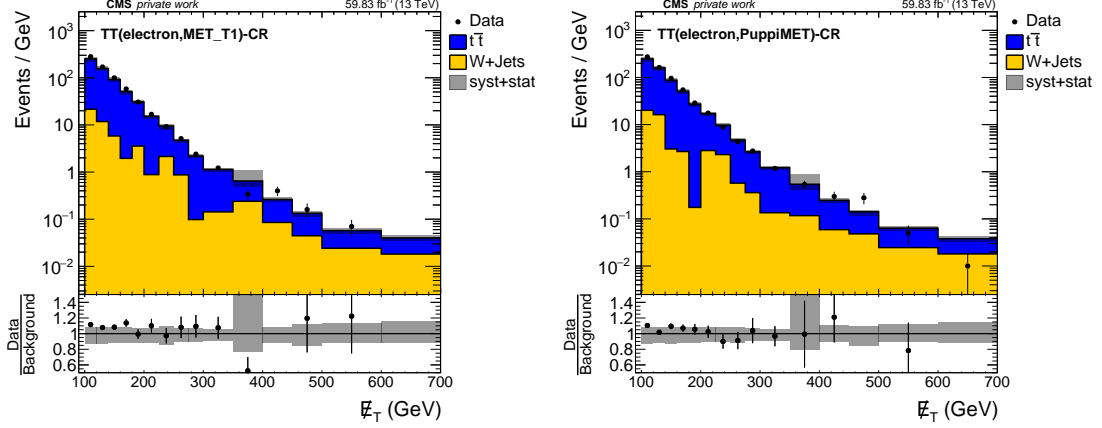 CMS private work
59.83 fb⁻¹ (13 TeV)
TT(electron,MET_T1)-CR
Data
tt̅
W+Jets
syst+stat
Events / GeV
10³
10²
10
1
10⁻¹
10⁻²
Data
Background
1.4
1.2
1
0.8
0.6
100 200 300 400 500 600 700
E̸T (GeV)
CMS private work
59.83 fb⁻¹ (13 TeV)
TT(electron,PuppiMET)-CR
Data
tt̅
W+Jets
syst+stat
Events / GeV
10³
10²
10
1
10⁻¹
10⁻²
Data
Background
1.4
1.2
1
0.8
0.6
100 200 300 400 500 600 700
E̸T (GeV)